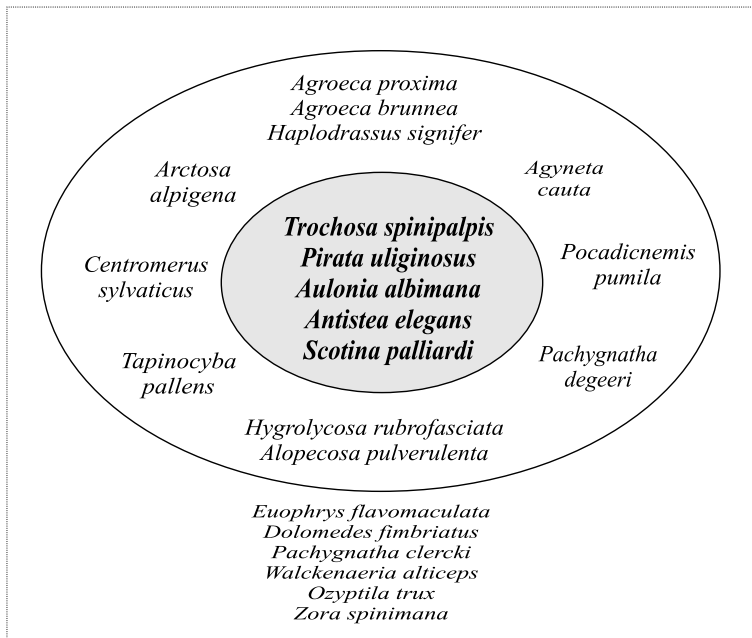 Agroeca proxima
Agroeca brunnea
Haplodrassus signifer
Arctosa
alpigena
Agyneta
cauta
Trochosa spinipalpis
Pirata uliginosus
Aulonia albimana
Antistea elegans
Scotina palliardi
Centromerus
sylvaticus
Pocadicnemis
pumila
Tapinocyba
pallens
Pachygnatha
degeeri
Hygrolycosa rubrofasciata
Alopecosa pulverulenta
Euophrys flavomaculata
Dolomedes fimbriatus
Pachygnatha clercki
Walckenaeria alticeps
Ozyptila trux
Zora spinimana